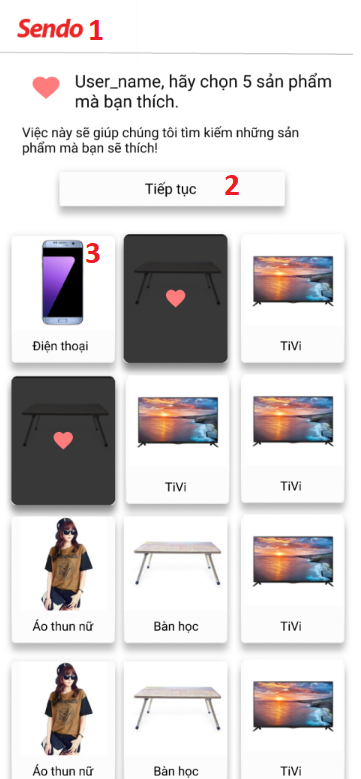 Sendo 1
User_name, hãy chọn 5 sản phẩm
mà bạn thích.
Việc này sẽ giúp chúng tôi tìm kiếm những sản
phẩm mà bạn sẽ thích!
Tiếp tục 2
3
Điện thoại
TiVi
TiVi
TiVi
Áo thun nữ
Bàn học
TiVi
Áo thun nữ
Bàn học
TiVi